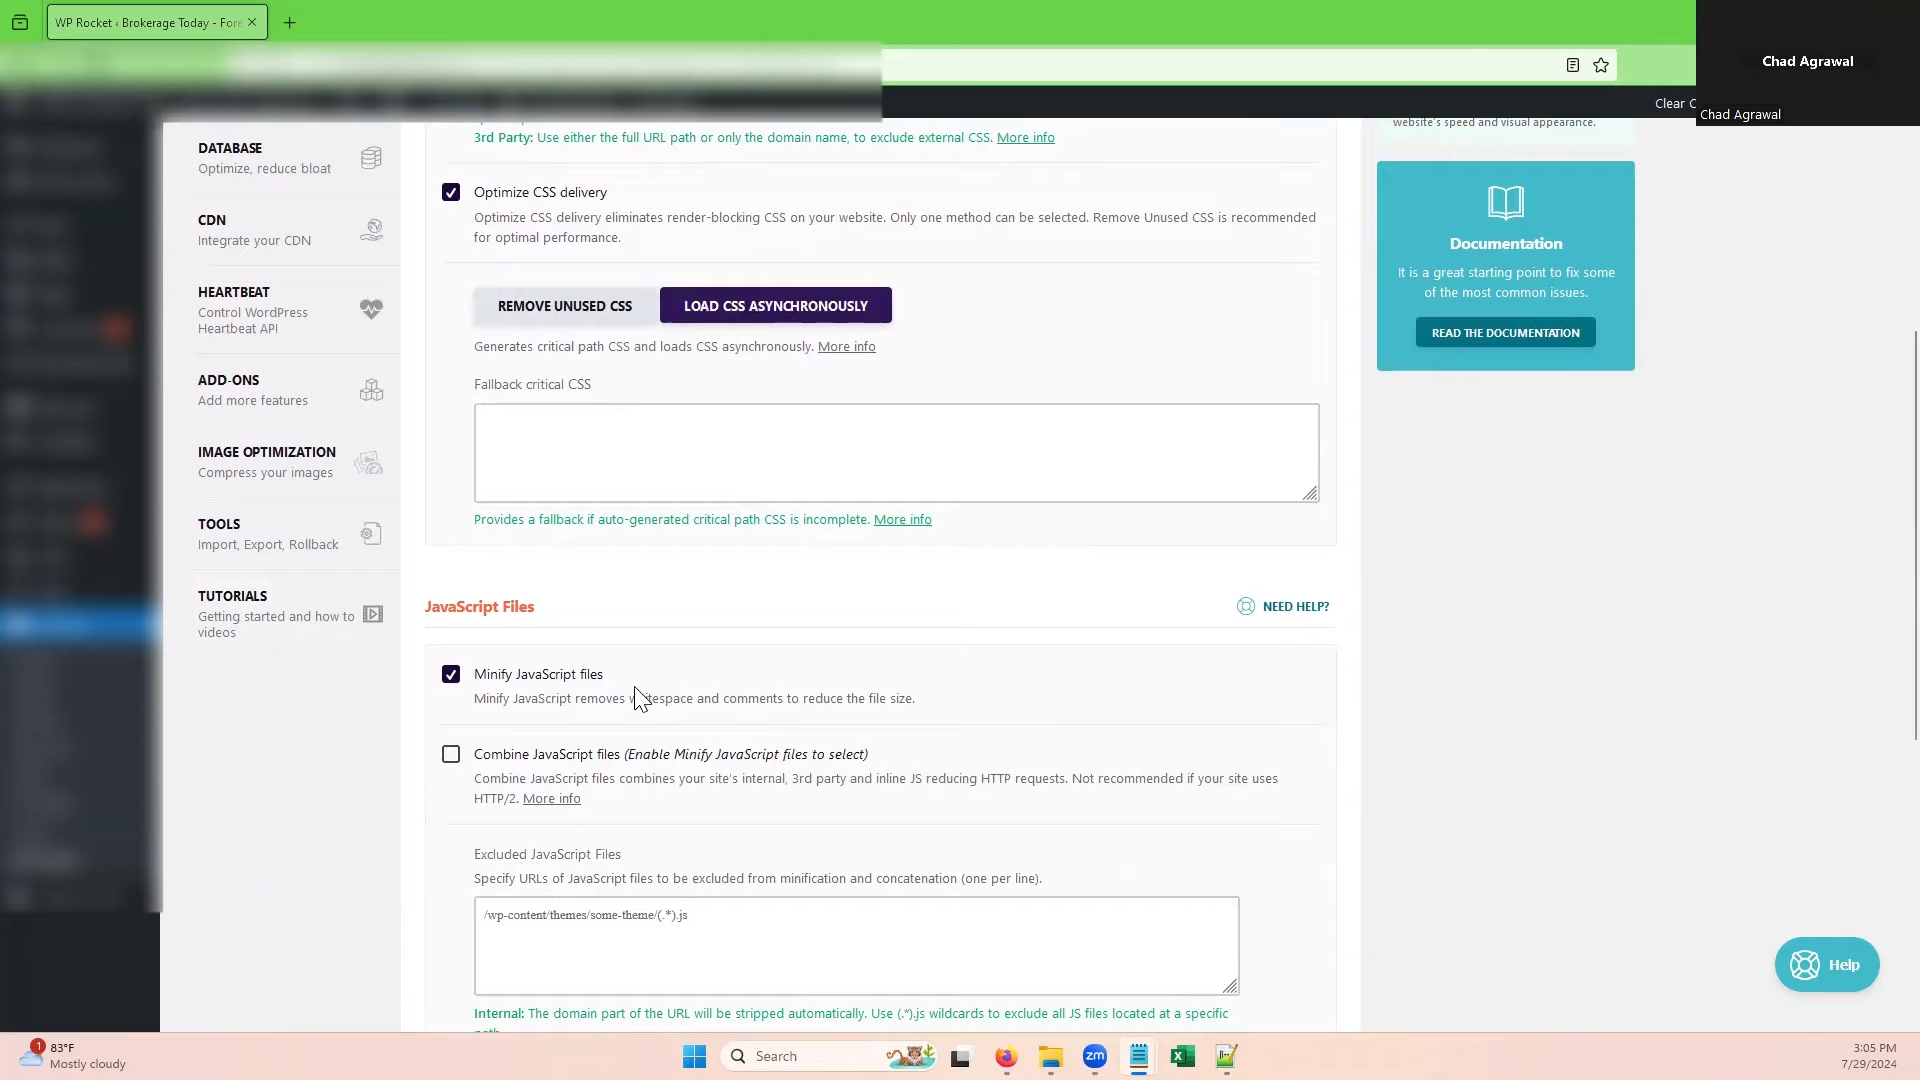 WP Rocket ‹ Brokerage Today - Fore
Chad Agrawal
Clear C
Chad Agrawal
DATABASE
Optimize, reduce bloat
CDN
Integrate your CDN
HEARTBEAT
Control WordPress
Heartbeat API
ADD-ONS
Add more features
IMAGE OPTIMIZATION
Compress your images
TOOLS
Import, Export, Rollback
TUTORIALS
Getting started and how to
videos
3rd Party: Use either the full URL path or only the domain name, to exclude external CSS. More info
Optimize CSS delivery
Optimize CSS delivery eliminates render-blocking CSS on your website. Only one method can be selected. Remove Unused CSS is recommended
for optimal performance.
REMOVE UNUSED CSS
LOAD CSS ASYNCHRONOUSLY
Generates critical path CSS and loads CSS asynchronously. More info
Fallback critical CSS
Provides a fallback if auto-generated critical path CSS is incomplete. More info
JavaScript Files
NEED HELP?
Minify JavaScript files
Minify JavaScript removes whitespace and comments to reduce the file size.
Combine JavaScript files (Enable Minify JavaScript files to select)
Combine JavaScript files combines your site's internal, 3rd party and inline JS reducing HTTP requests. Not recommended if your site uses
HTTP/2. More info
Excluded JavaScript Files
Specify URLs of JavaScript files to be excluded from minification and concatenation (one per line).
/wp-content/themes/some-theme/(.*).js
Internal: The domain part of the URL will be stripped automatically. Use (.*).js wildcards to exclude all JS files located at a specific
website's speed and visual appearance.
Documentation
It is a great starting point to fix some
of the most common issues.
READ THE DOCUMENTATION
Help
1
83°F
Mostly cloudy
Search
zm
3:05 PM
7/29/2024